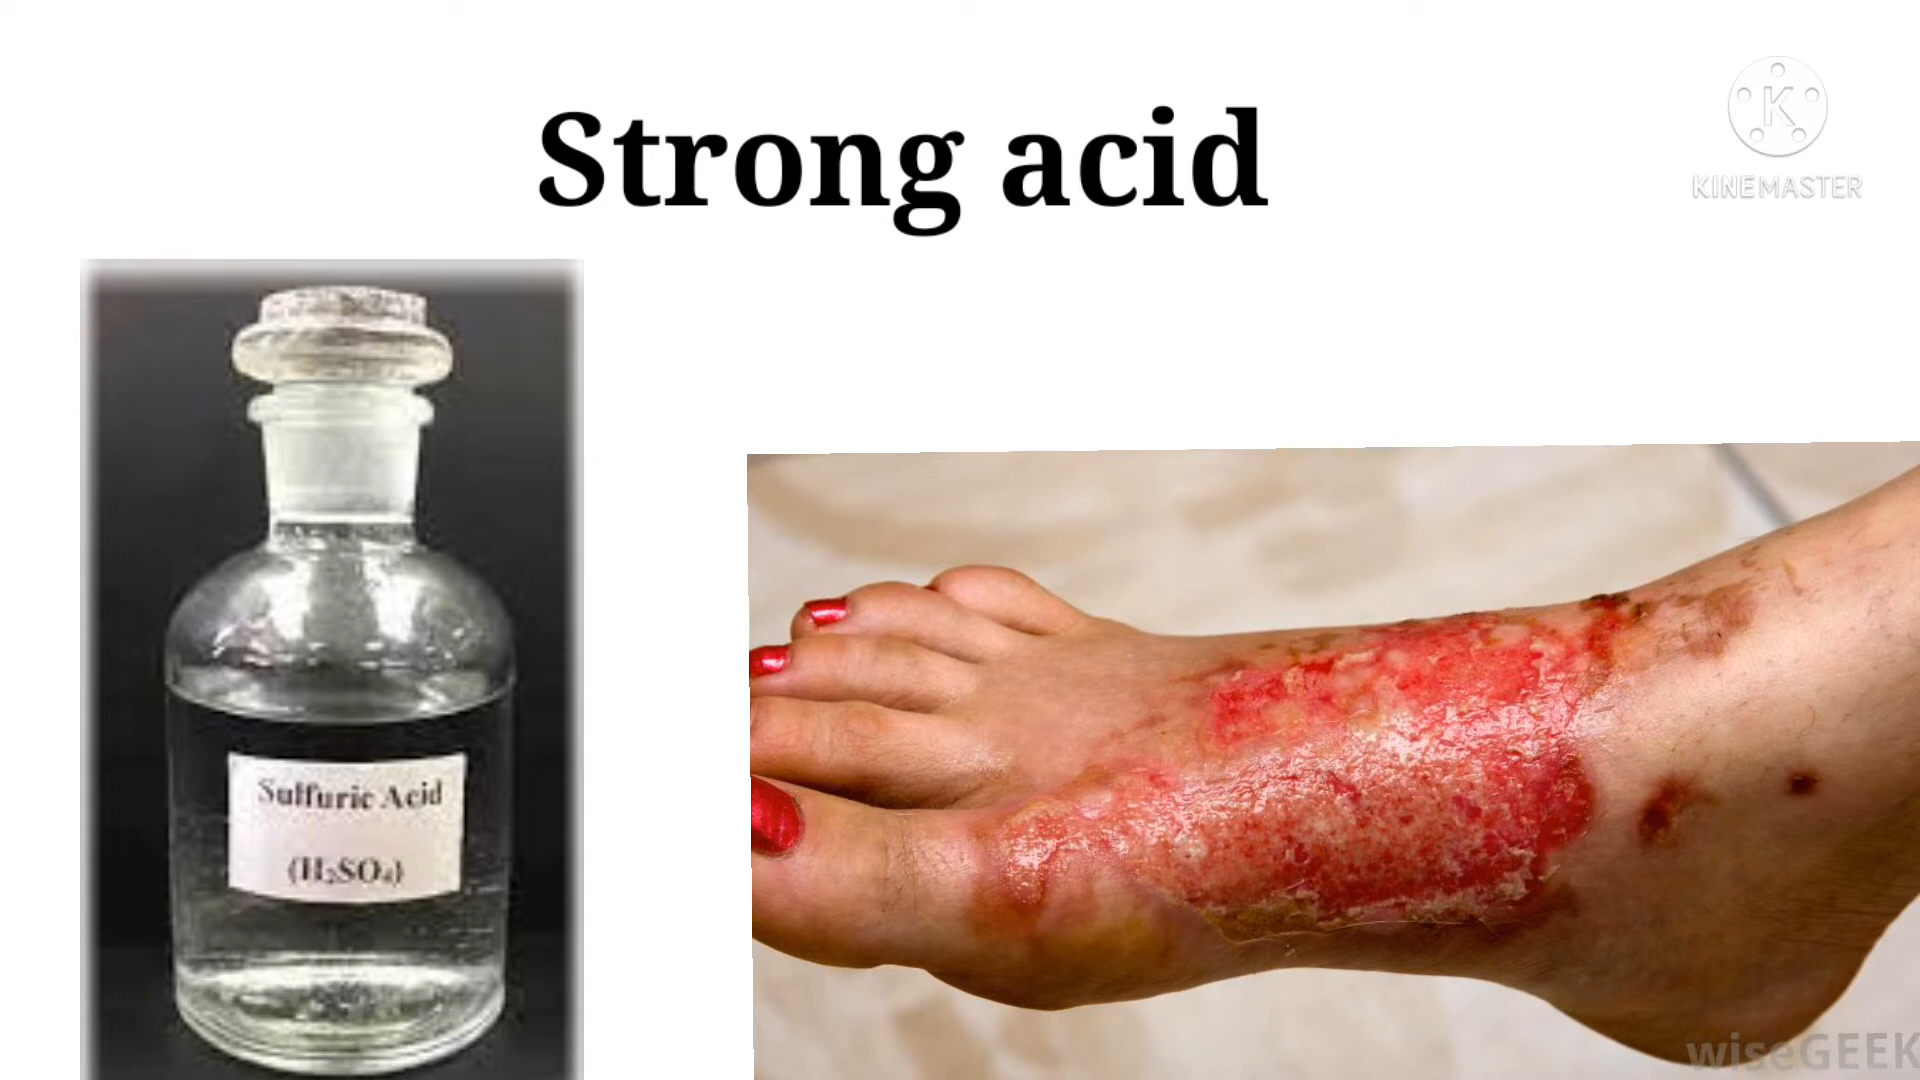 Strong acid
K
KINEMASTER
Sulfuric Acid
(H₂SO₄)
wiseGEEK